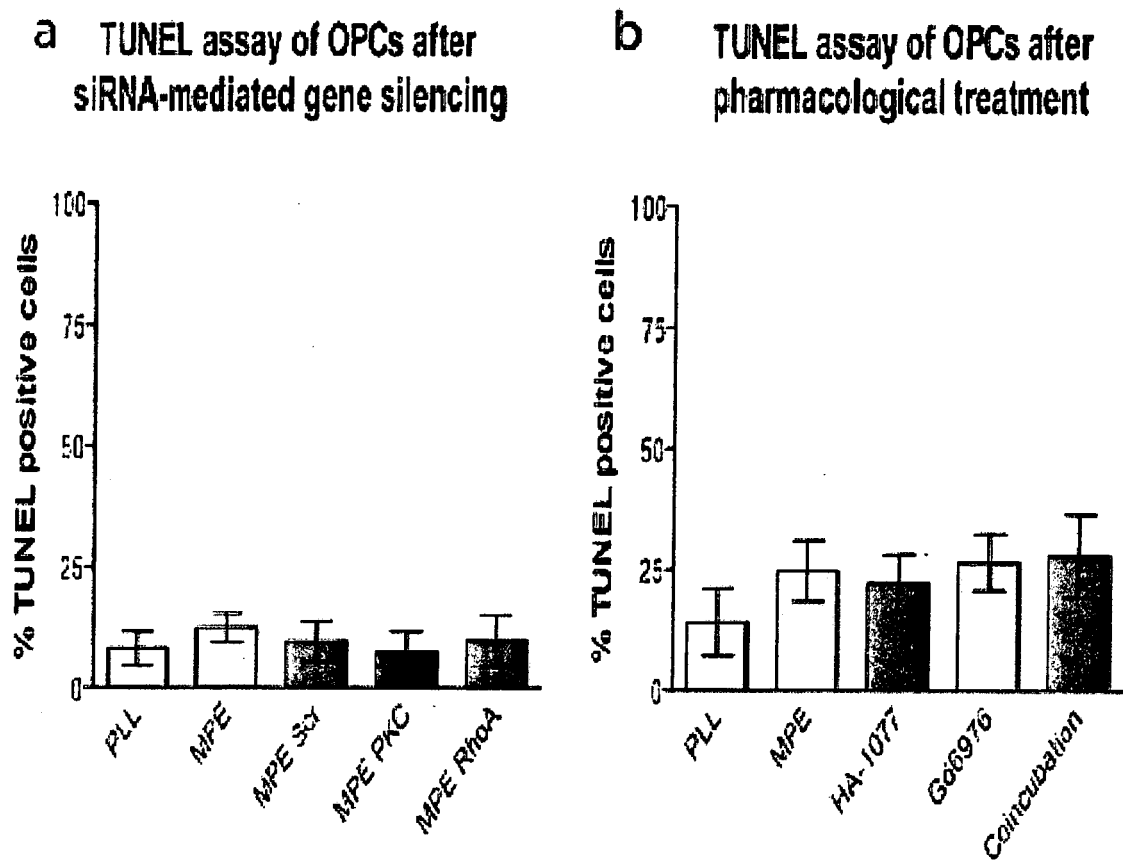 a TUNEL assay of OPCs after
siRNA-mediated gene silencing
% TUNEL positive cells
100
75
50
25
0
PLL
MPE
MPE Scr
MPE PKC
MPE RhoA
b TUNEL assay of OPCs after
pharmacological treatment
% TUNEL positive cells
100
75
50
25
0
PLL
MPE
HA-1077
Gö6976
Coincubation